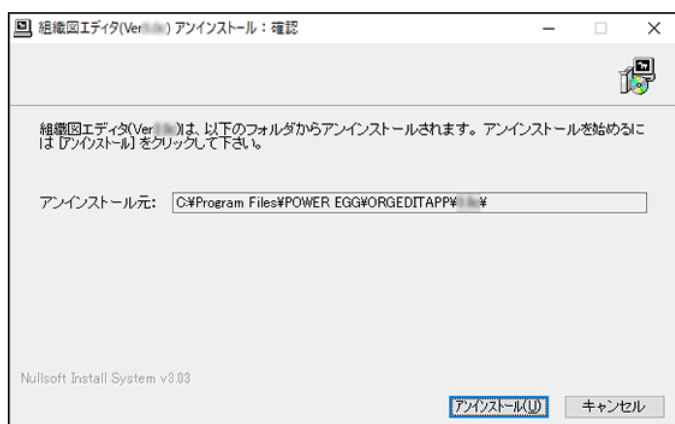 組織図エディタ(Ver ) アンインストール：確認
組織図エディタ(Ver )は、以下のフォルダからアンインストールされます。アンインストールを始めるに
は [アンインストール] をクリックして下さい。
アンインストール元: C:¥Program Files¥POWER EGG¥ORGEDITAPP¥ ¥
Nullsoft Install System v3.03
アンインストール(U) キャンセル